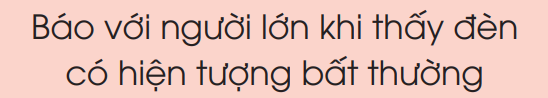 Báo với người lớn khi thấy đèn
có hiện tượng bất thường